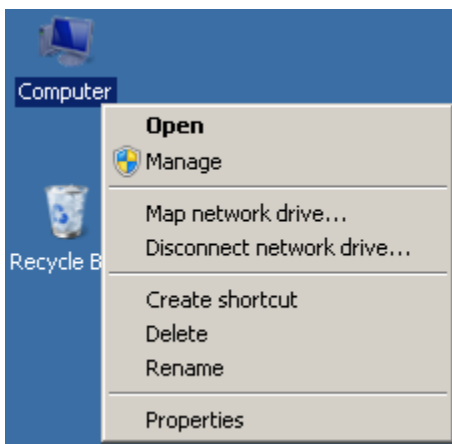 Computer
Open
Manage
Map network drive...
Disconnect network drive...
Recycle B
Create shortcut
Delete
Rename
Properties